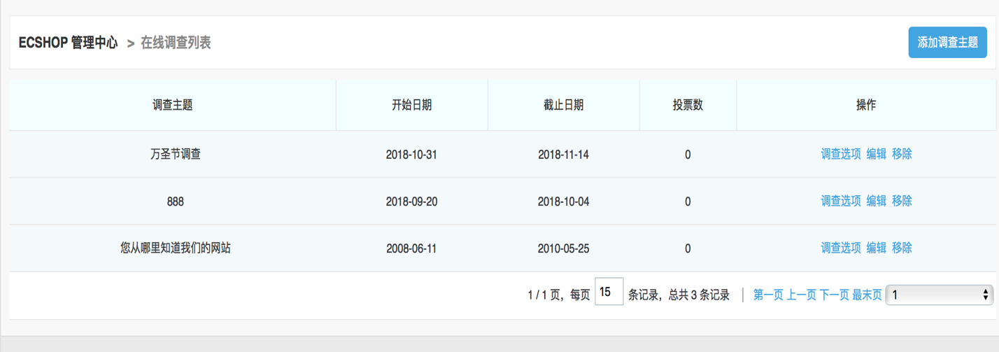 ECSHOP 管理中心 > 在线调查列表 添加调查主题
调查主题 开始日期 截止日期 投票数 操作
万圣节调查 2018-10-31 2018-11-14 0 调查选项 编辑 移除
888 2018-09-20 2018-10-04 0 调查选项 编辑 移除
您从哪里知道我们的网站 2008-06-11 2010-05-25 0 调查选项 编辑 移除
1 / 1 页，每页 15 条记录，总共 3 条记录 | 第一页 上一页 下一页 最末页 1